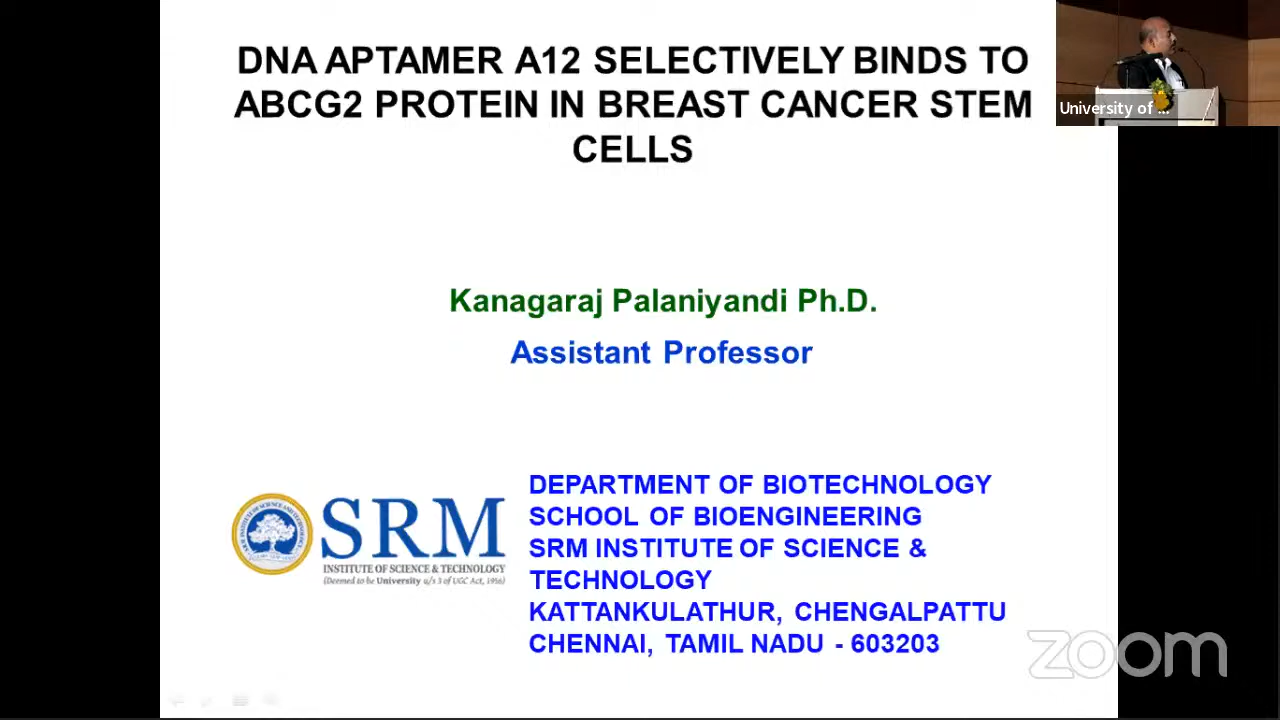 DNA APTAMER A12 SELECTIVELY BINDS TO
ABCG2 PROTEIN IN BREAST CANCER STEM
CELLS
University of ...
Kanagaraj Palaniyandi Ph.D.
Assistant Professor
SRM
INSTITUTE OF SCIENCE & TECHNOLOGY
(Deemed to be University u/s 3 of UGC Act, 1956)
DEPARTMENT OF BIOTECHNOLOGY
SCHOOL OF BIOENGINEERING
SRM INSTITUTE OF SCIENCE &
TECHNOLOGY
KATTANKULATHUR, CHENGALPATTU
CHENNAI, TAMIL NADU - 603203
zoom